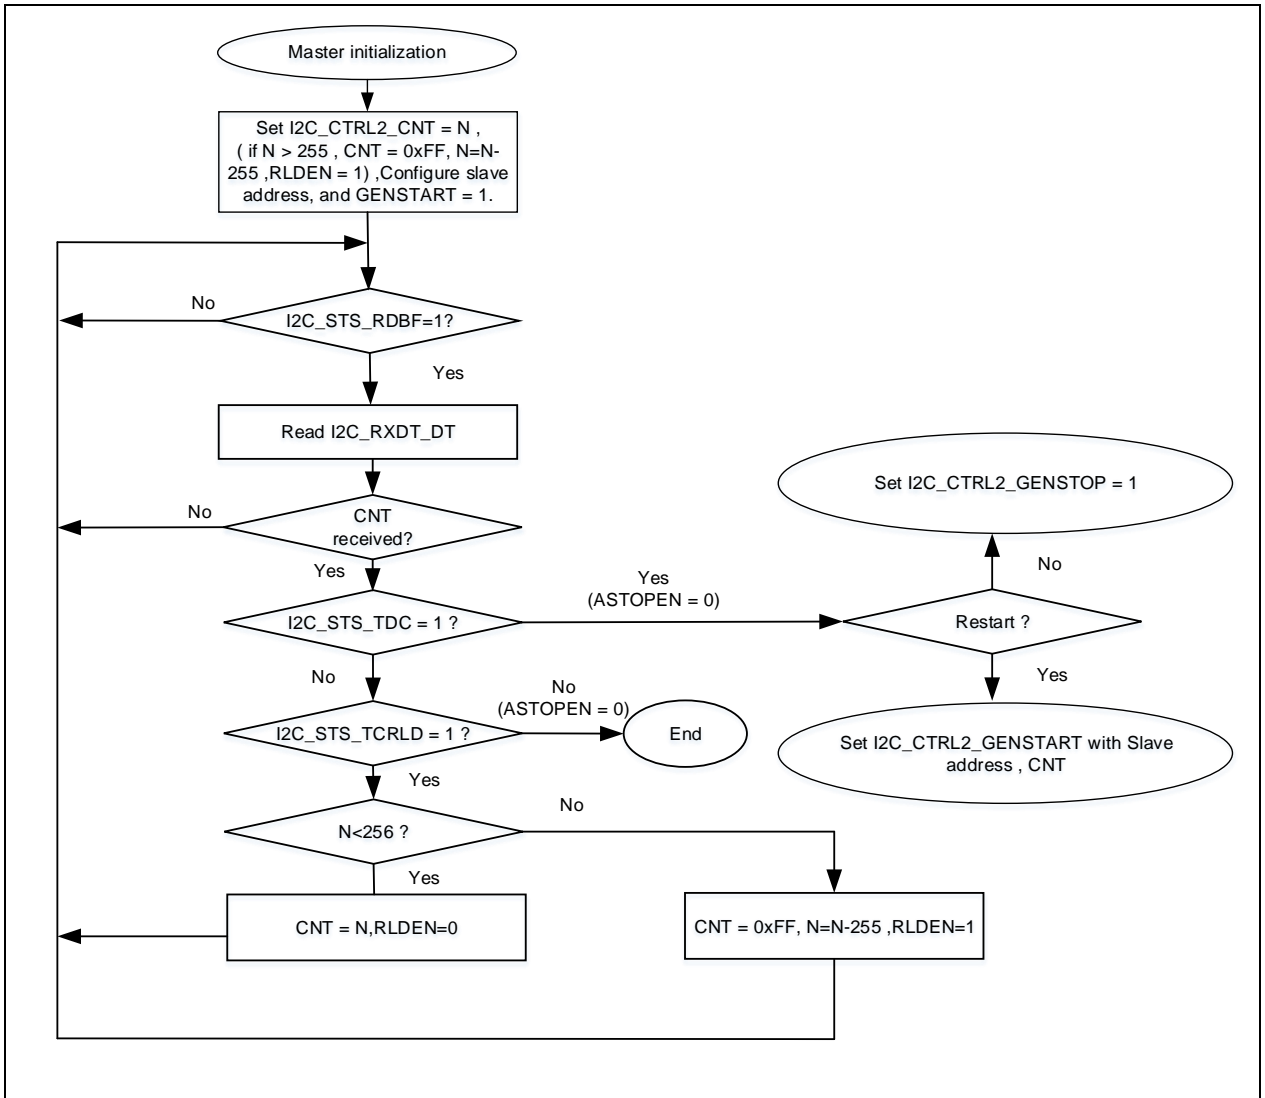 Master initialization
Set I2C_CTRL2_CNT = N ,
( if N > 255 , CNT = 0xFF, N=N-
255 ,RLDEN = 1) ,Configure slave
address, and GENSTART = 1.
No
I2C_STS_RDBF=1?
Yes
Read I2C_RXDT_DT
No
CNT
received?
Yes
I2C_STS_TDC = 1 ?
Yes
(ASTOPEN = 0)
Restart ?
No
Set I2C_CTRL2_GENSTOP = 1
Yes
Set I2C_CTRL2_GENSTART with Slave
address , CNT
No
I2C_STS_TCRLD = 1 ?
No
(ASTOPEN = 0)
End
Yes
N<256 ?
No
Yes
CNT = N,RLDEN=0
CNT = 0xFF, N=N-255 ,RLDEN=1